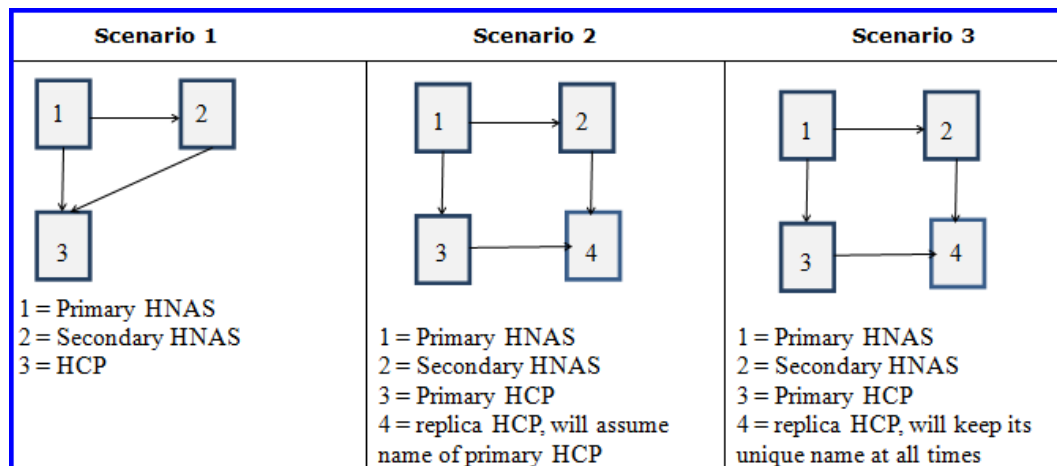 Scenario 1
1
2
3
1 = Primary HNAS
2 = Secondary HNAS
3 = HCP
Scenario 2
1
2
3
4
1 = Primary HNAS
2 = Secondary HNAS
3 = Primary HCP
4 = replica HCP, will assume
name of primary HCP
Scenario 3
1
2
3
4
1 = Primary HNAS
2 = Secondary HNAS
3 = Primary HCP
4 = replica HCP, will keep its
unique name at all times